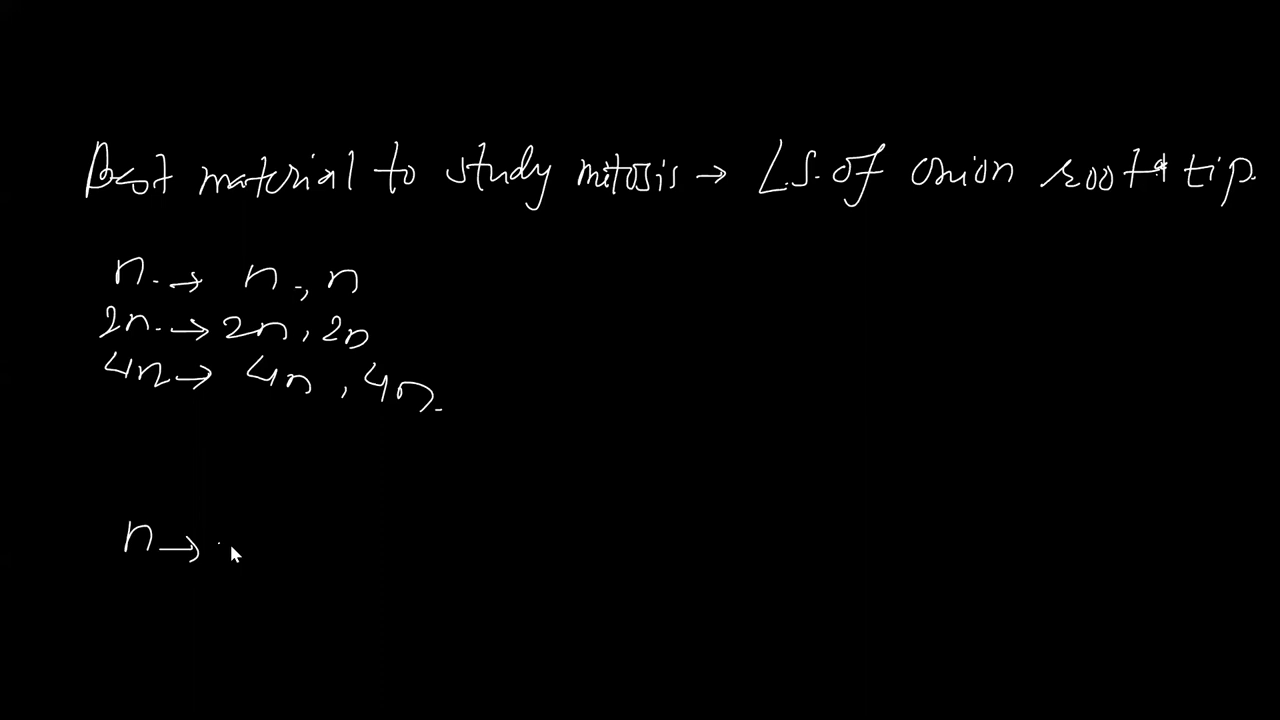 Best material to study mitosis → L.S. of onion root tip.
n. → n, n
2n. → 2n, 2n
4n → 4n, 4n.
n →